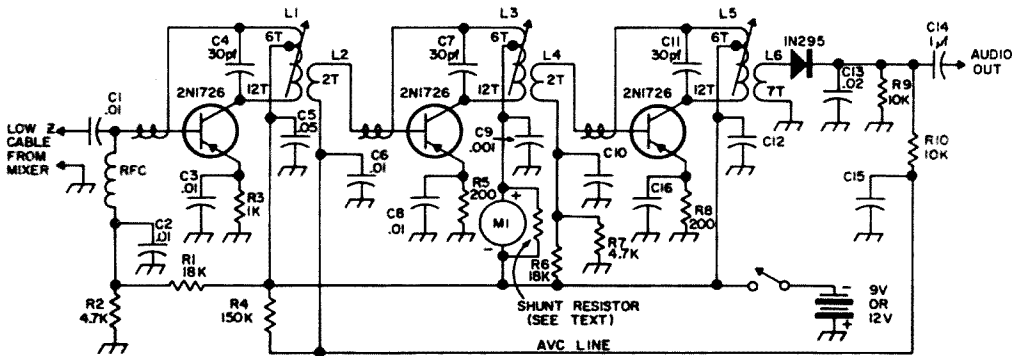 L1
L3
L5
C14
1µf
C4
30pf
6T
L2
2T
12T
C7
30pf
6T
L4
2T
12T
C11
30pf
6T
L6
7T
12T
1N295
C13
.02
R9
10K
AUDIO
OUT
2N1726
2N1726
2N1726
C1
.01
LOW Z
CABLE
FROM
MIXER
RFC
C5
.05
C6
.01
C9
.001
C10
C12
R10
10K
C3
.01
R3
1K
C2
.01
C8
.01
R5
200
+
M1
-
C16
R8
200
C15
R1
18K
R2
4.7K
R4
150K
R6
18K
R7
4.7K
SHUNT RESISTOR
(SEE TEXT)
-
9V
OR
12V
+
AVC LINE